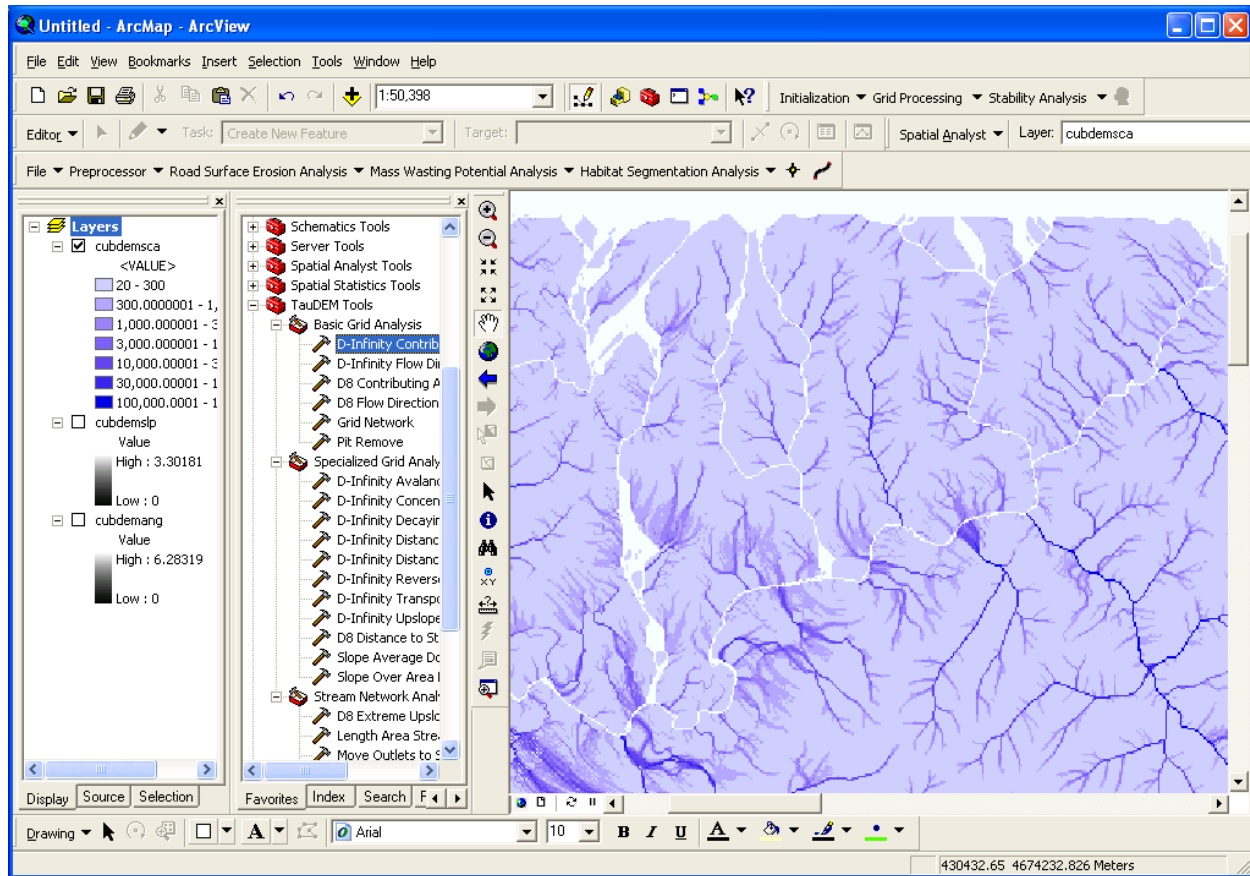 Untitled - ArcMap - ArcView
File Edit View Bookmarks Insert Selection Tools Window Help
1:50,398 Initialization Grid Processing Stability Analysis
Editor Task: Create New Feature Target: Spatial Analyst Layer: cubdemsca
File Preprocessor Road Surface Erosion Analysis Mass Wasting Potential Analysis Habitat Segmentation Analysis
Layers
cubdemsca
<VALUE>
20 - 300
300.0000001 - 1,
1,000.000001 - 3
3,000.000001 - 1
10,000.00001 - 3
30,000.00001 - 1
100,000.0001 - 1
cubdemslp
Value
High : 3.30181
Low : 0
cubdemang
Value
High : 6.28319
Low : 0
Display Source Selection
Schematics Tools
Server Tools
Spatial Analyst Tools
Spatial Statistics Tools
TauDEM Tools
Basic Grid Analysis
D-Infinity Contrib
D-Infinity Flow Di
D8 Contributing A
D8 Flow Direction
Grid Network
Pit Remove
Specialized Grid Analy
D-Infinity Avalanc
D-Infinity Concen
D-Infinity Decayin
D-Infinity Distanc
D-Infinity Distanc
D-Infinity Reverse
D-Infinity Transpo
D-Infinity Upslope
D8 Distance to St
Slope Average Do
Slope Over Area
Stream Network Anal
D8 Extreme Upslo
Length Area Stre
Move Outlets to S
Favorites Index Search
XY
Drawing A Arial 10 B I U A
430432.65 4674232.826 Meters